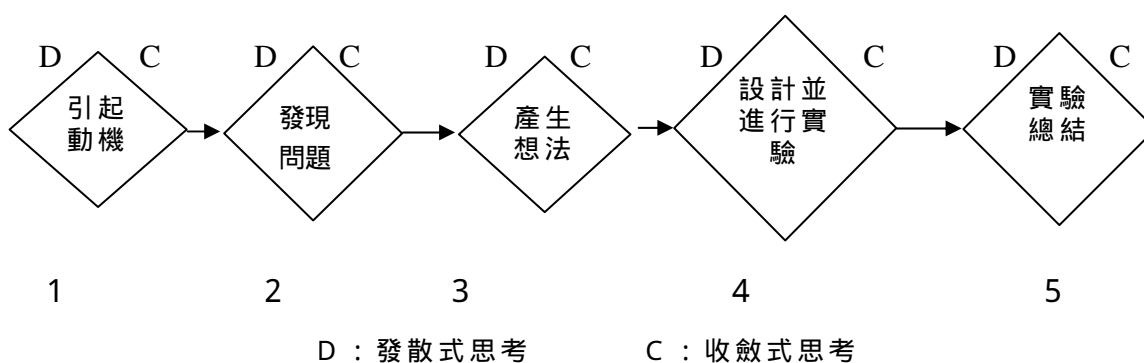 D C D C D C D C D C
引起
動機
發現
問題
產生
想法
設計並
進行實
驗
實驗
總結
1 2 3 4 5
D : 發散式思考 C : 收斂式思考